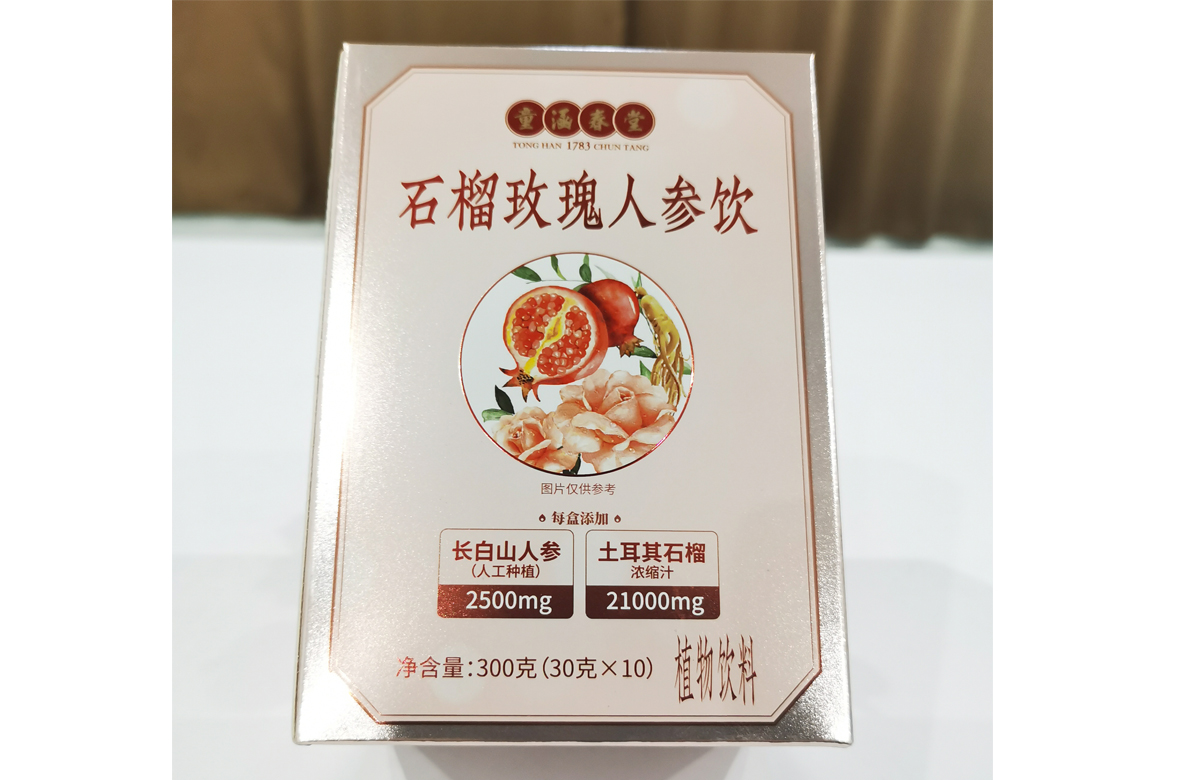 童涵春堂
TONG HAN 1783 CHUN TANG
石榴玫瑰人参饮
图片仅供参考
每盒添加
长白山人参
（人工种植）
2500mg
土耳其石榴
浓缩汁
21000mg
净含量：300克（30克×10）
植物饮料